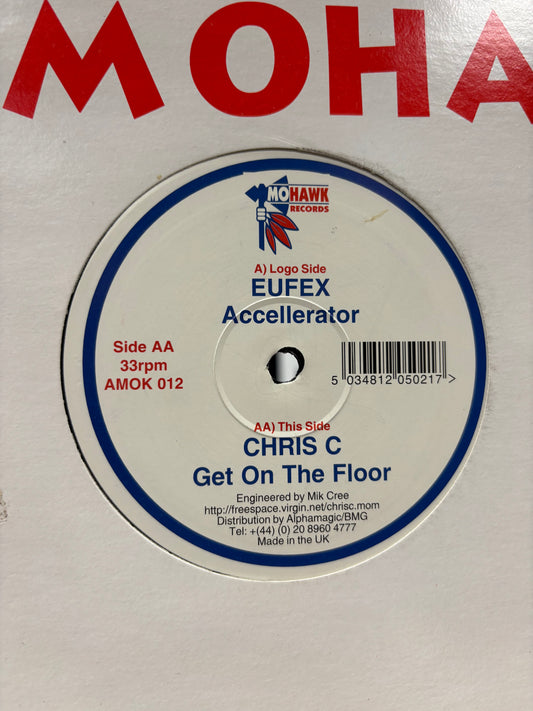 MOHA
MOHAWK
RECORDS
A) Logo Side
EUFEX
Accellerator
Side AA
33rpm
AMOK 012
5 034812 050217 >
AA) This Side
CHRIS C
Get On The Floor
Engineered by Mik Cree
http://freespace.virgin.net/chrisc.mom
Distribution by Alphamagic/BMG
Tel: +(44) (0) 20 8960 4777
Made in the UK